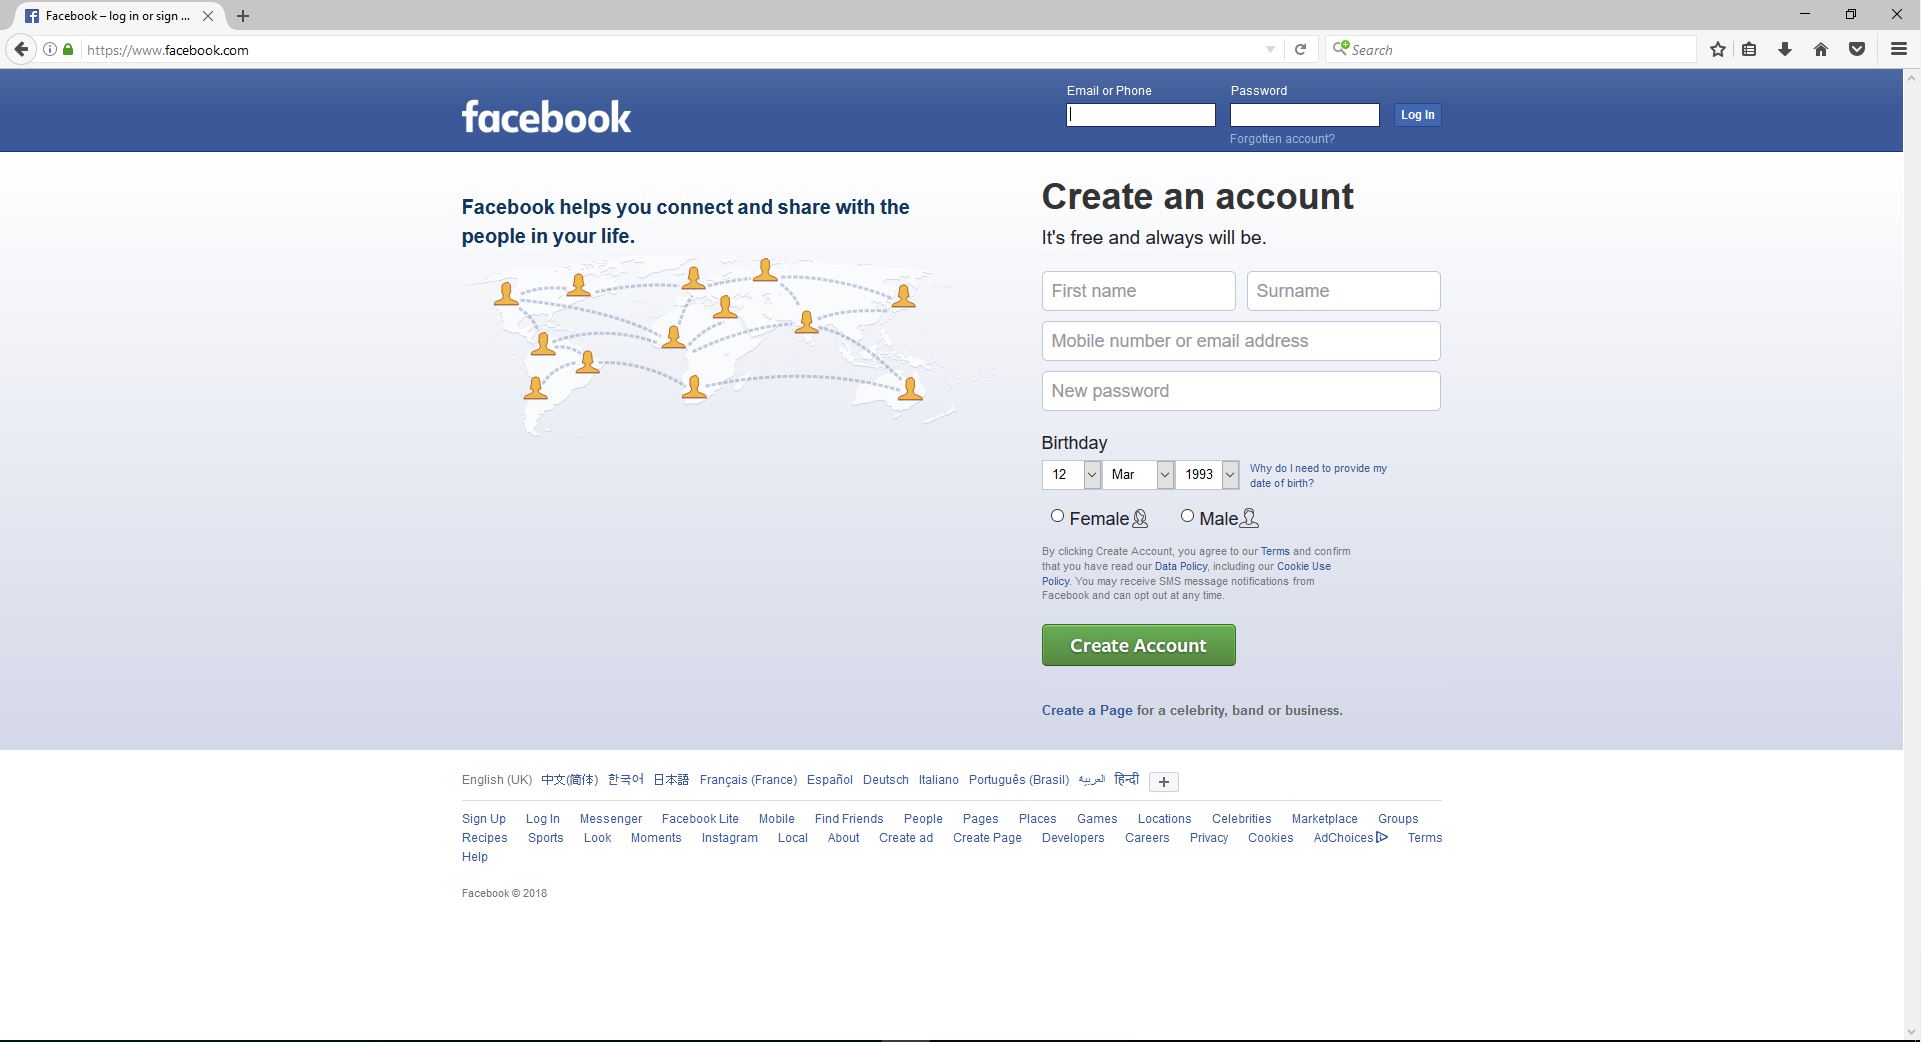 Facebook – log in or sign ...
https://www.facebook.com
Search
facebook
Email or Phone
Password
Log In
Forgotten account?
Facebook helps you connect and share with the
people in your life.
Create an account
It's free and always will be.
First name
Surname
Mobile number or email address
New password
Birthday
12 Mar 1993
Why do I need to provide my
date of birth?
Female Male
By clicking Create Account, you agree to our Terms and confirm
that you have read our Data Policy, including our Cookie Use
Policy. You may receive SMS message notifications from
Facebook and can opt out at any time.
Create Account
Create a Page for a celebrity, band or business.
English (UK) 中文(简体) 한국어 日本語 Français (France) Español Deutsch Italiano Português (Brasil) العربية हिन्दी +
Sign Up Log In Messenger Facebook Lite Mobile Find Friends People Pages Places Games Locations Celebrities Marketplace Groups
Recipes Sports Look Moments Instagram Local About Create ad Create Page Developers Careers Privacy Cookies AdChoices Terms
Help
Facebook © 2018